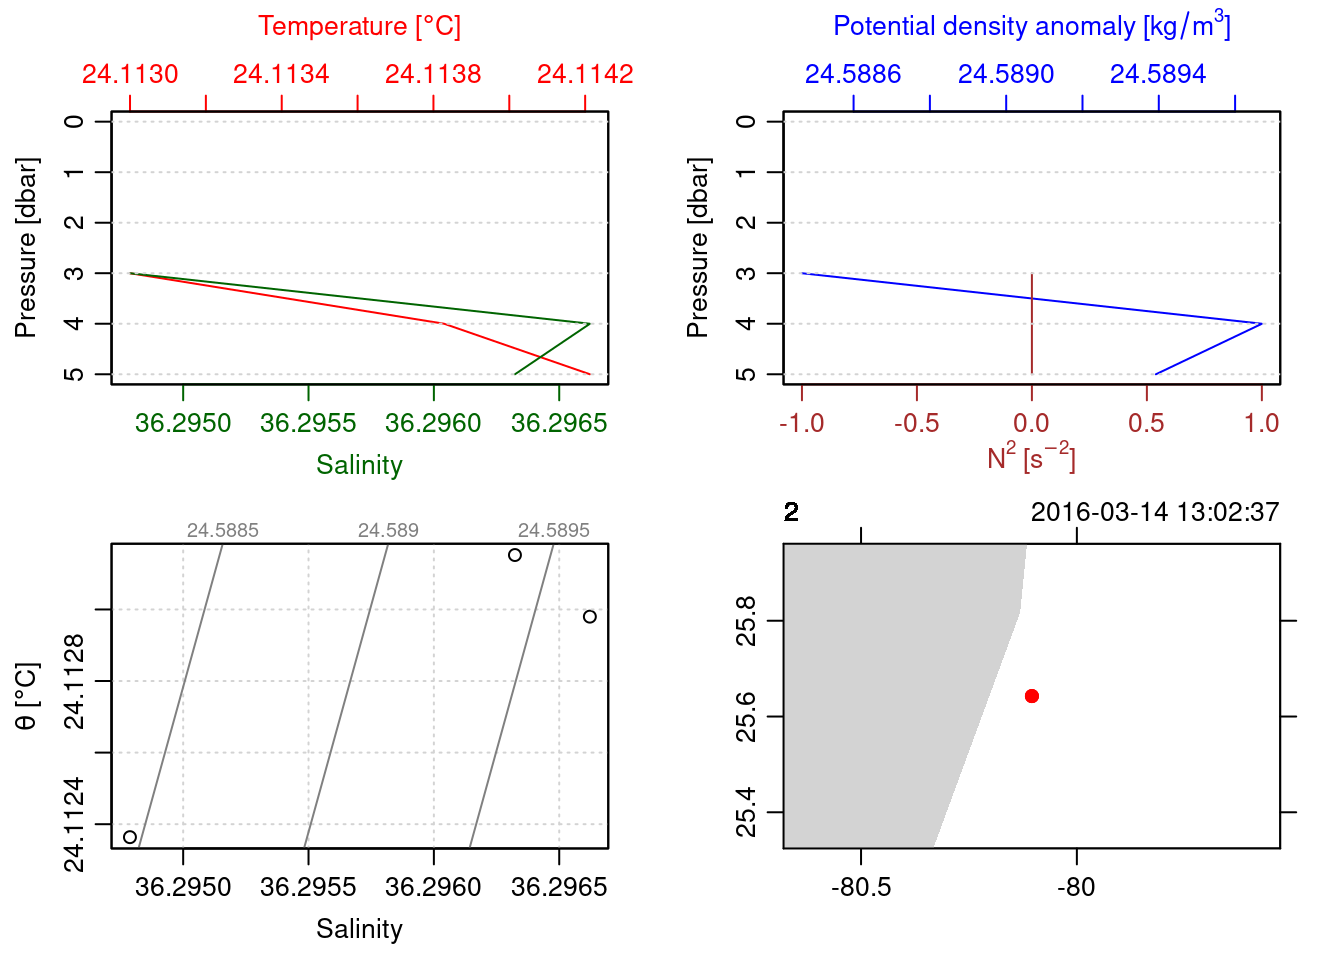 Temperature [°C]
24.1130 24.1134 24.1138 24.1142
0
1
2
3
4
5
Pressure [dbar]
36.2950 36.2955 36.2960 36.2965
Salinity
Potential density anomaly [kg/m³]
24.5886 24.5890 24.5894
0
1
2
3
4
5
Pressure [dbar]
-1.0 -0.5 0.0 0.5 1.0
N² [s⁻²]
24.5885 24.589 24.5895
24.1128
24.1124
θ [°C]
36.2950 36.2955 36.2960 36.2965
Salinity
2 2016-03-14 13:02:37
25.8
25.6
25.4
-80.5 -80